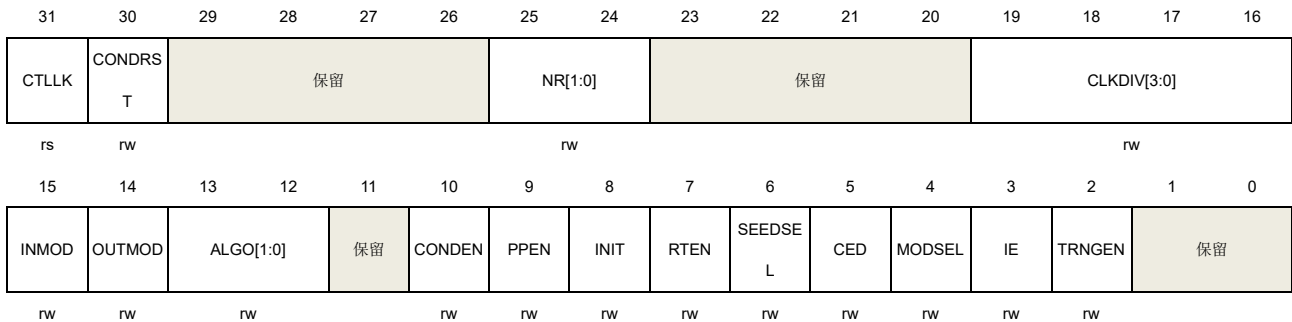 31 30 29 28 27 26 25 24 23 22 21 20 19 18 17 16
CTLLK CONDRS 保留 NR[1:0] 保留 CLKDIV[3:0]
T
rs rw rw rw
15 14 13 12 11 10 9 8 7 6 5 4 3 2 1 0
INMOD OUTMOD ALGO[1:0] 保留 CONDEN PPEN INIT RTEN SEEDSE CED MODSEL IE TRNGEN 保留
L
rw rw rw rw rw rw rw rw rw rw rw rw